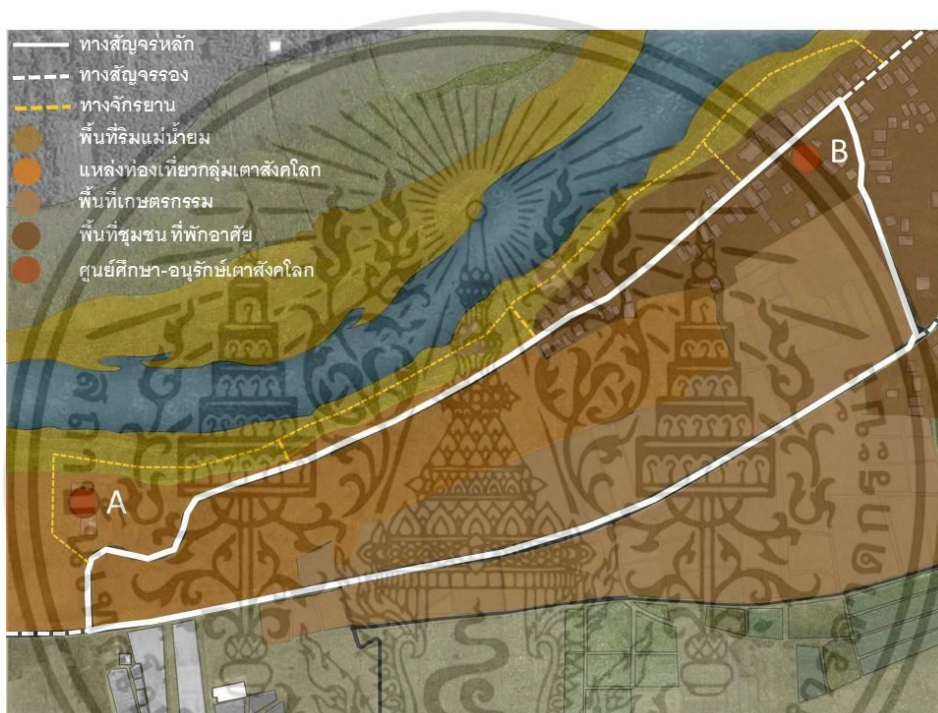 ทางสัญจรหลัก
ทางสัญจรรอง
ทางจักรยาน
พื้นที่ริมแม่น้ำยม
แหล่งท่องเที่ยวกลุ่มเตาสังคโลก
พื้นที่เกษตรกรรม
พื้นที่ชุมชน ที่พักอาศัย
ศูนย์ศึกษา-อนุรักษ์เตาสังคโลก
B
A